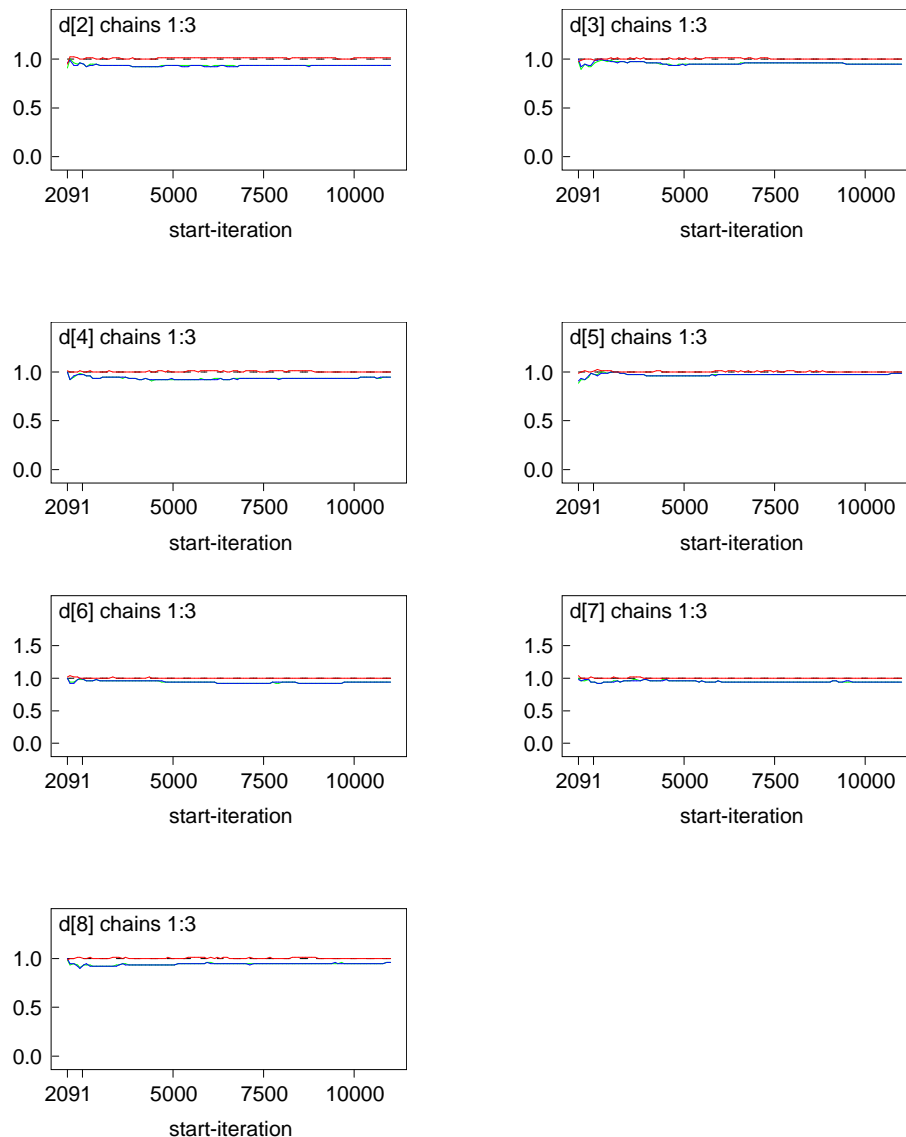 d[2] chains 1:3
1.0
0.5
0.0
2091 5000 7500 10000
start-iteration
d[3] chains 1:3
1.0
0.5
0.0
2091 5000 7500 10000
start-iteration
d[4] chains 1:3
1.0
0.5
0.0
2091 5000 7500 10000
start-iteration
d[5] chains 1:3
1.0
0.5
0.0
2091 5000 7500 10000
start-iteration
d[6] chains 1:3
1.5
1.0
0.5
0.0
2091 5000 7500 10000
start-iteration
d[7] chains 1:3
1.5
1.0
0.5
0.0
2091 5000 7500 10000
start-iteration
d[8] chains 1:3
1.0
0.5
0.0
2091 5000 7500 10000
start-iteration